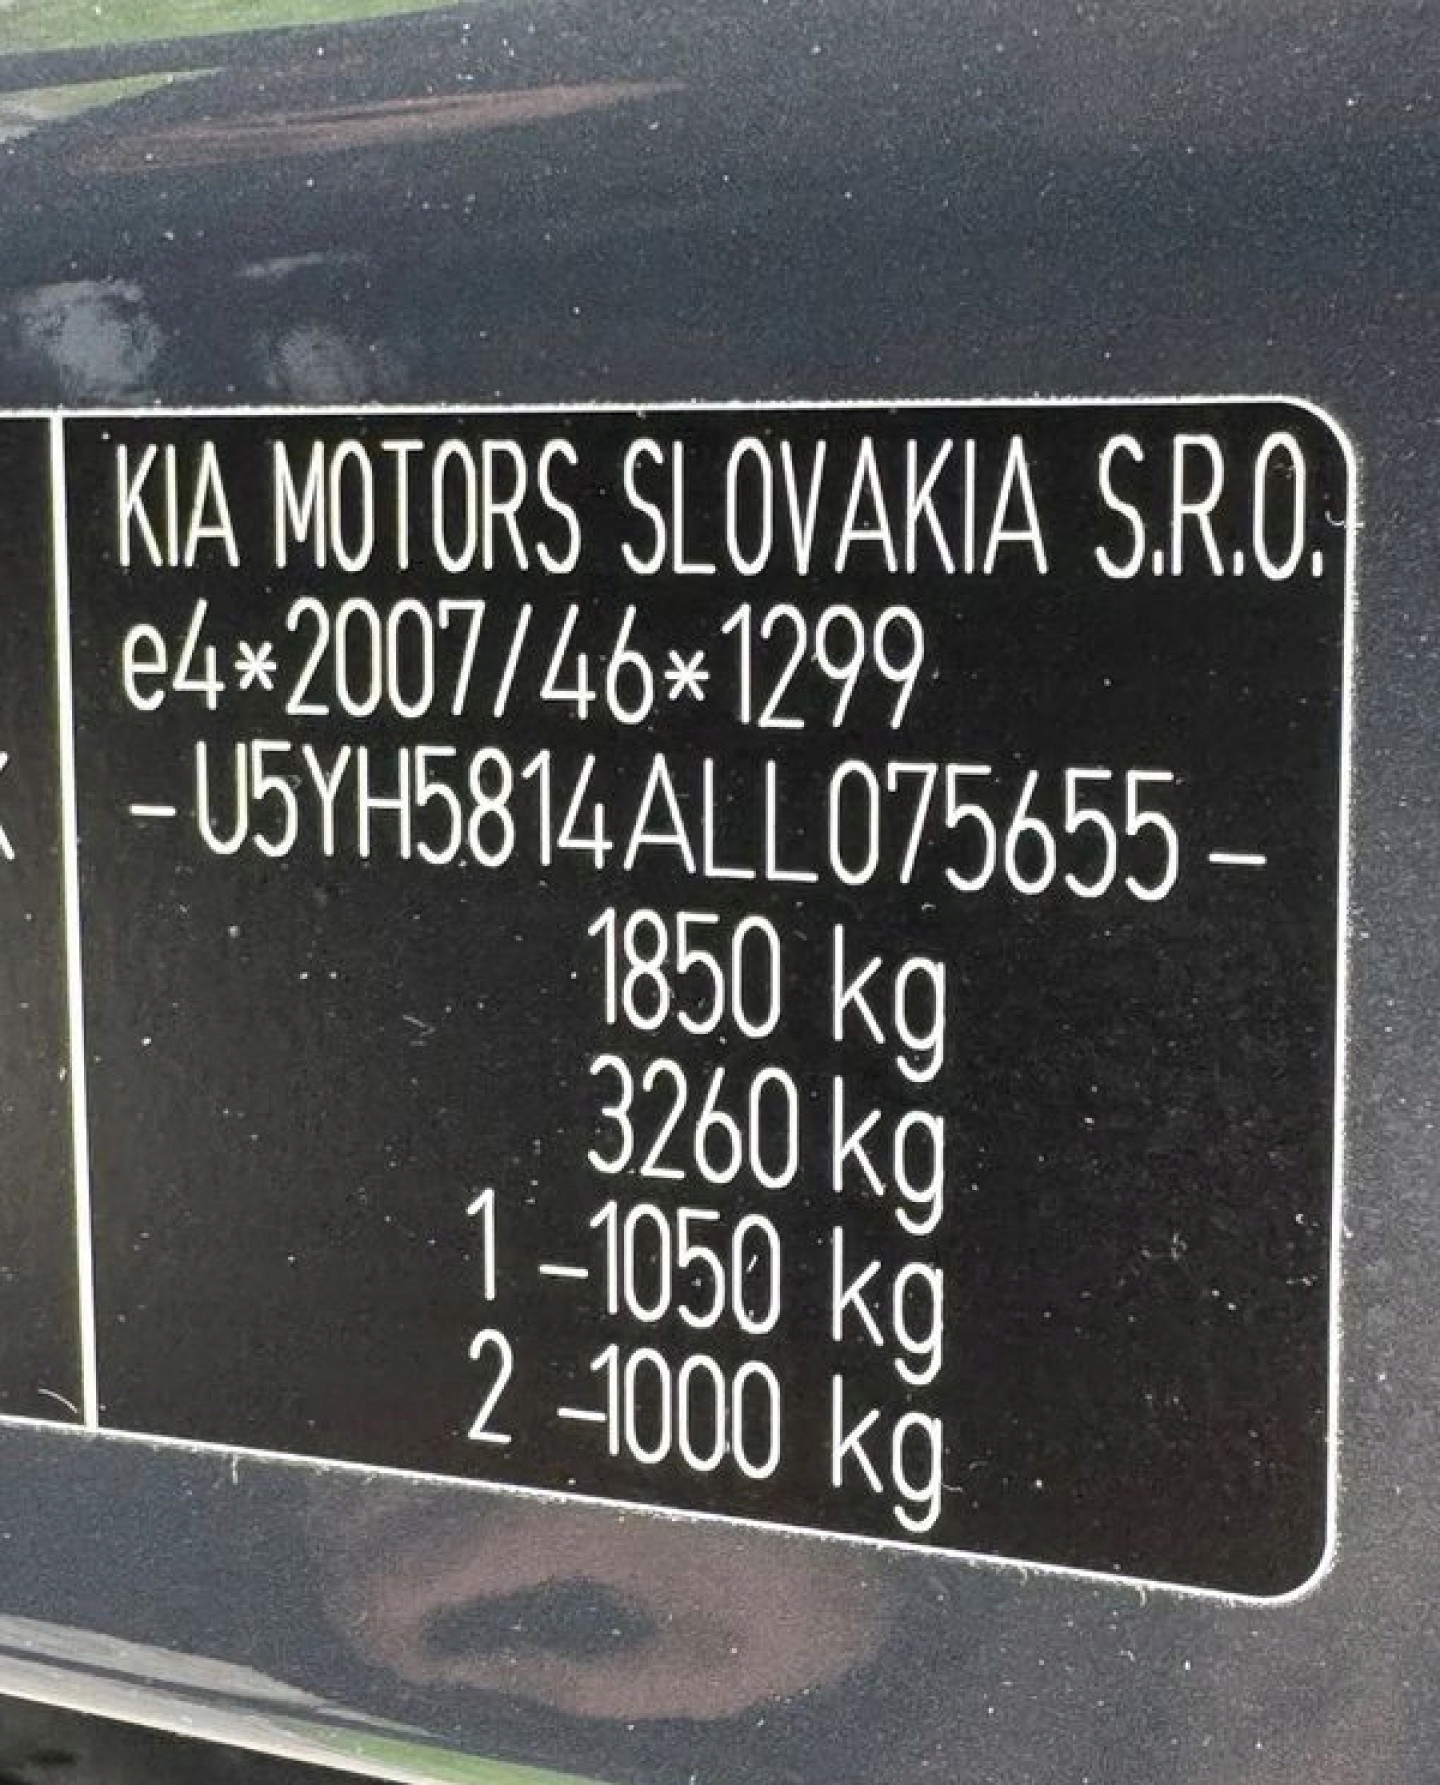 KIA MOTORS SLOVAKIA S.R.O.
e4*2007/46*1299
-U5YH5814ALL075655-
1850 kg
3260 kg
1 -1050 kg
2 -1000 kg